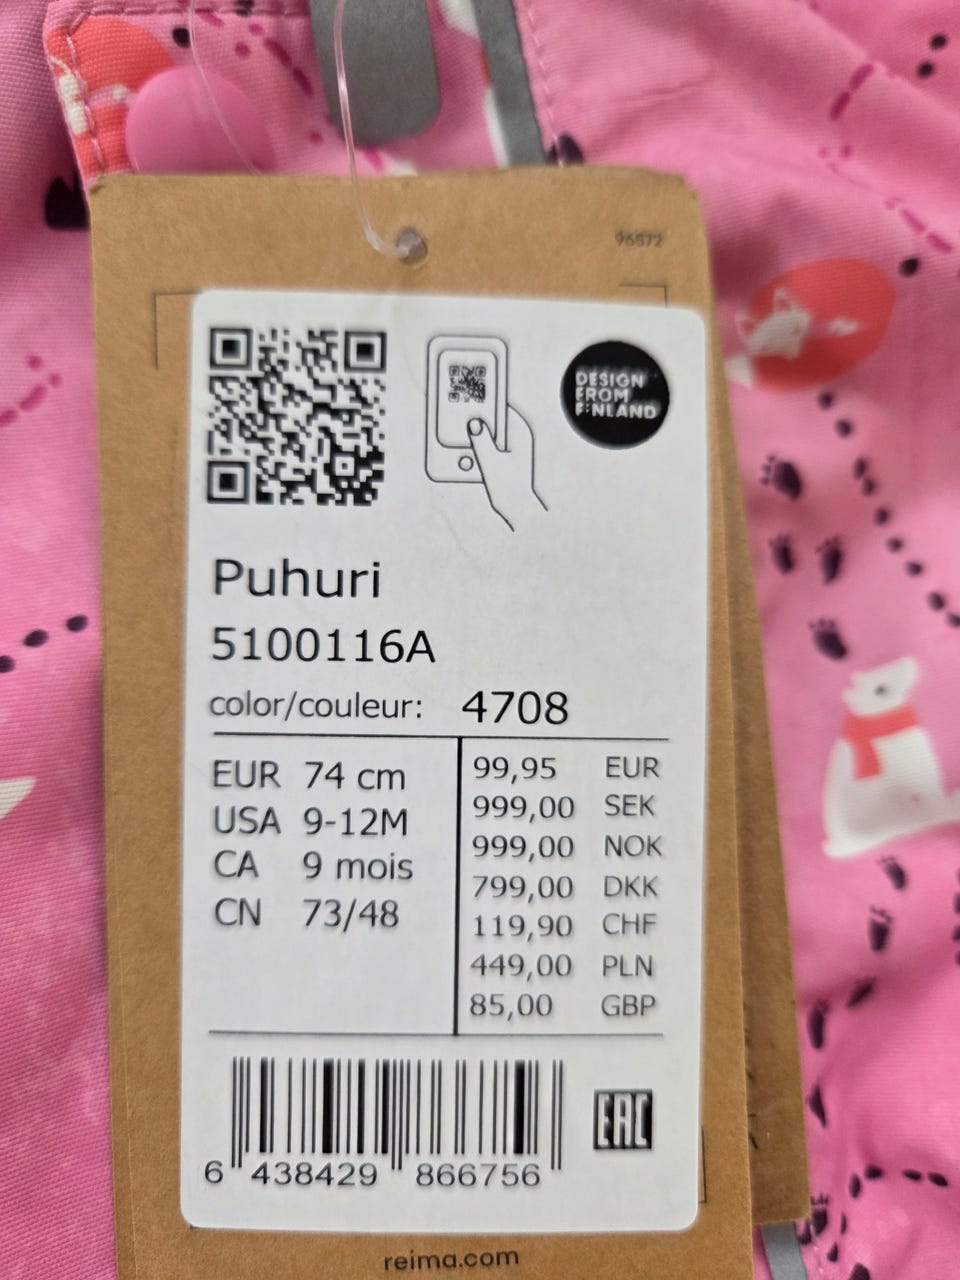 96572
DESIGN
FROM
FINLAND
Puhuri
5100116A
color/couleur: 4708
EUR 74 cm
USA 9-12M
CA 9 mois
CN 73/48
99,95 EUR
999,00 SEK
999,00 NOK
799,00 DKK
119,90 CHF
449,00 PLN
85,00 GBP
6 438429 866756
EAC
reima.com